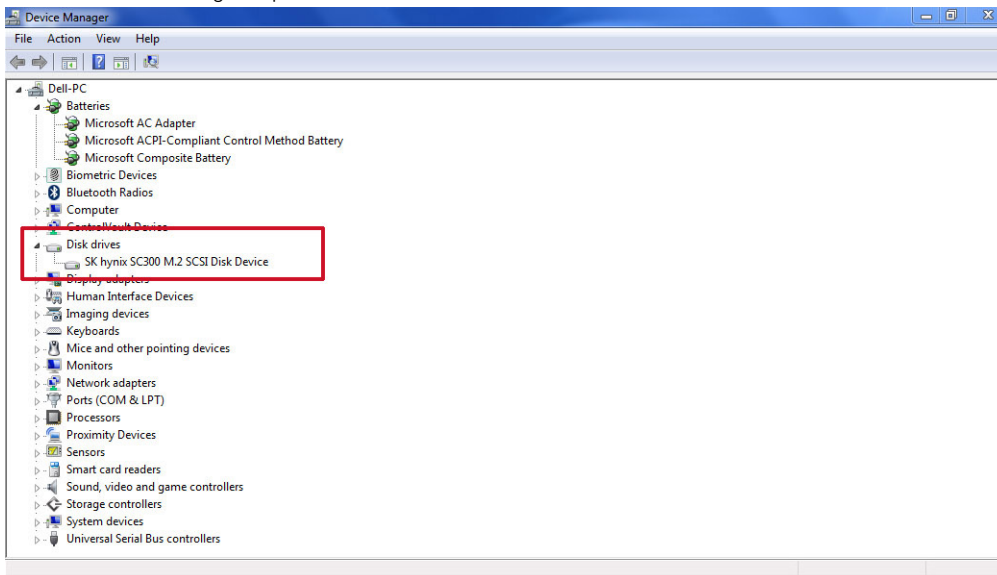 Device Manager
File Action View Help
Dell-PC
Batteries
Microsoft AC Adapter
Microsoft ACPI-Compliant Control Method Battery
Microsoft Composite Battery
Biometric Devices
Bluetooth Radios
Computer
ControlVault Device
Disk drives
SK hynix SC300 M.2 SCSI Disk Device
Display adapters
Human Interface Devices
Imaging devices
Keyboards
Mice and other pointing devices
Monitors
Network adapters
Ports (COM & LPT)
Processors
Proximity Devices
Sensors
Smart card readers
Sound, video and game controllers
Storage controllers
System devices
Universal Serial Bus controllers